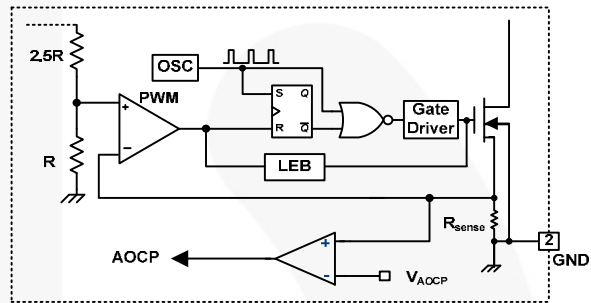 2.5R
OSC
PWM
S Q
R Q̅
Gate
Driver
R
LEB
Rsense
2
GND
AOCP
VAOCP
+
−
+
-